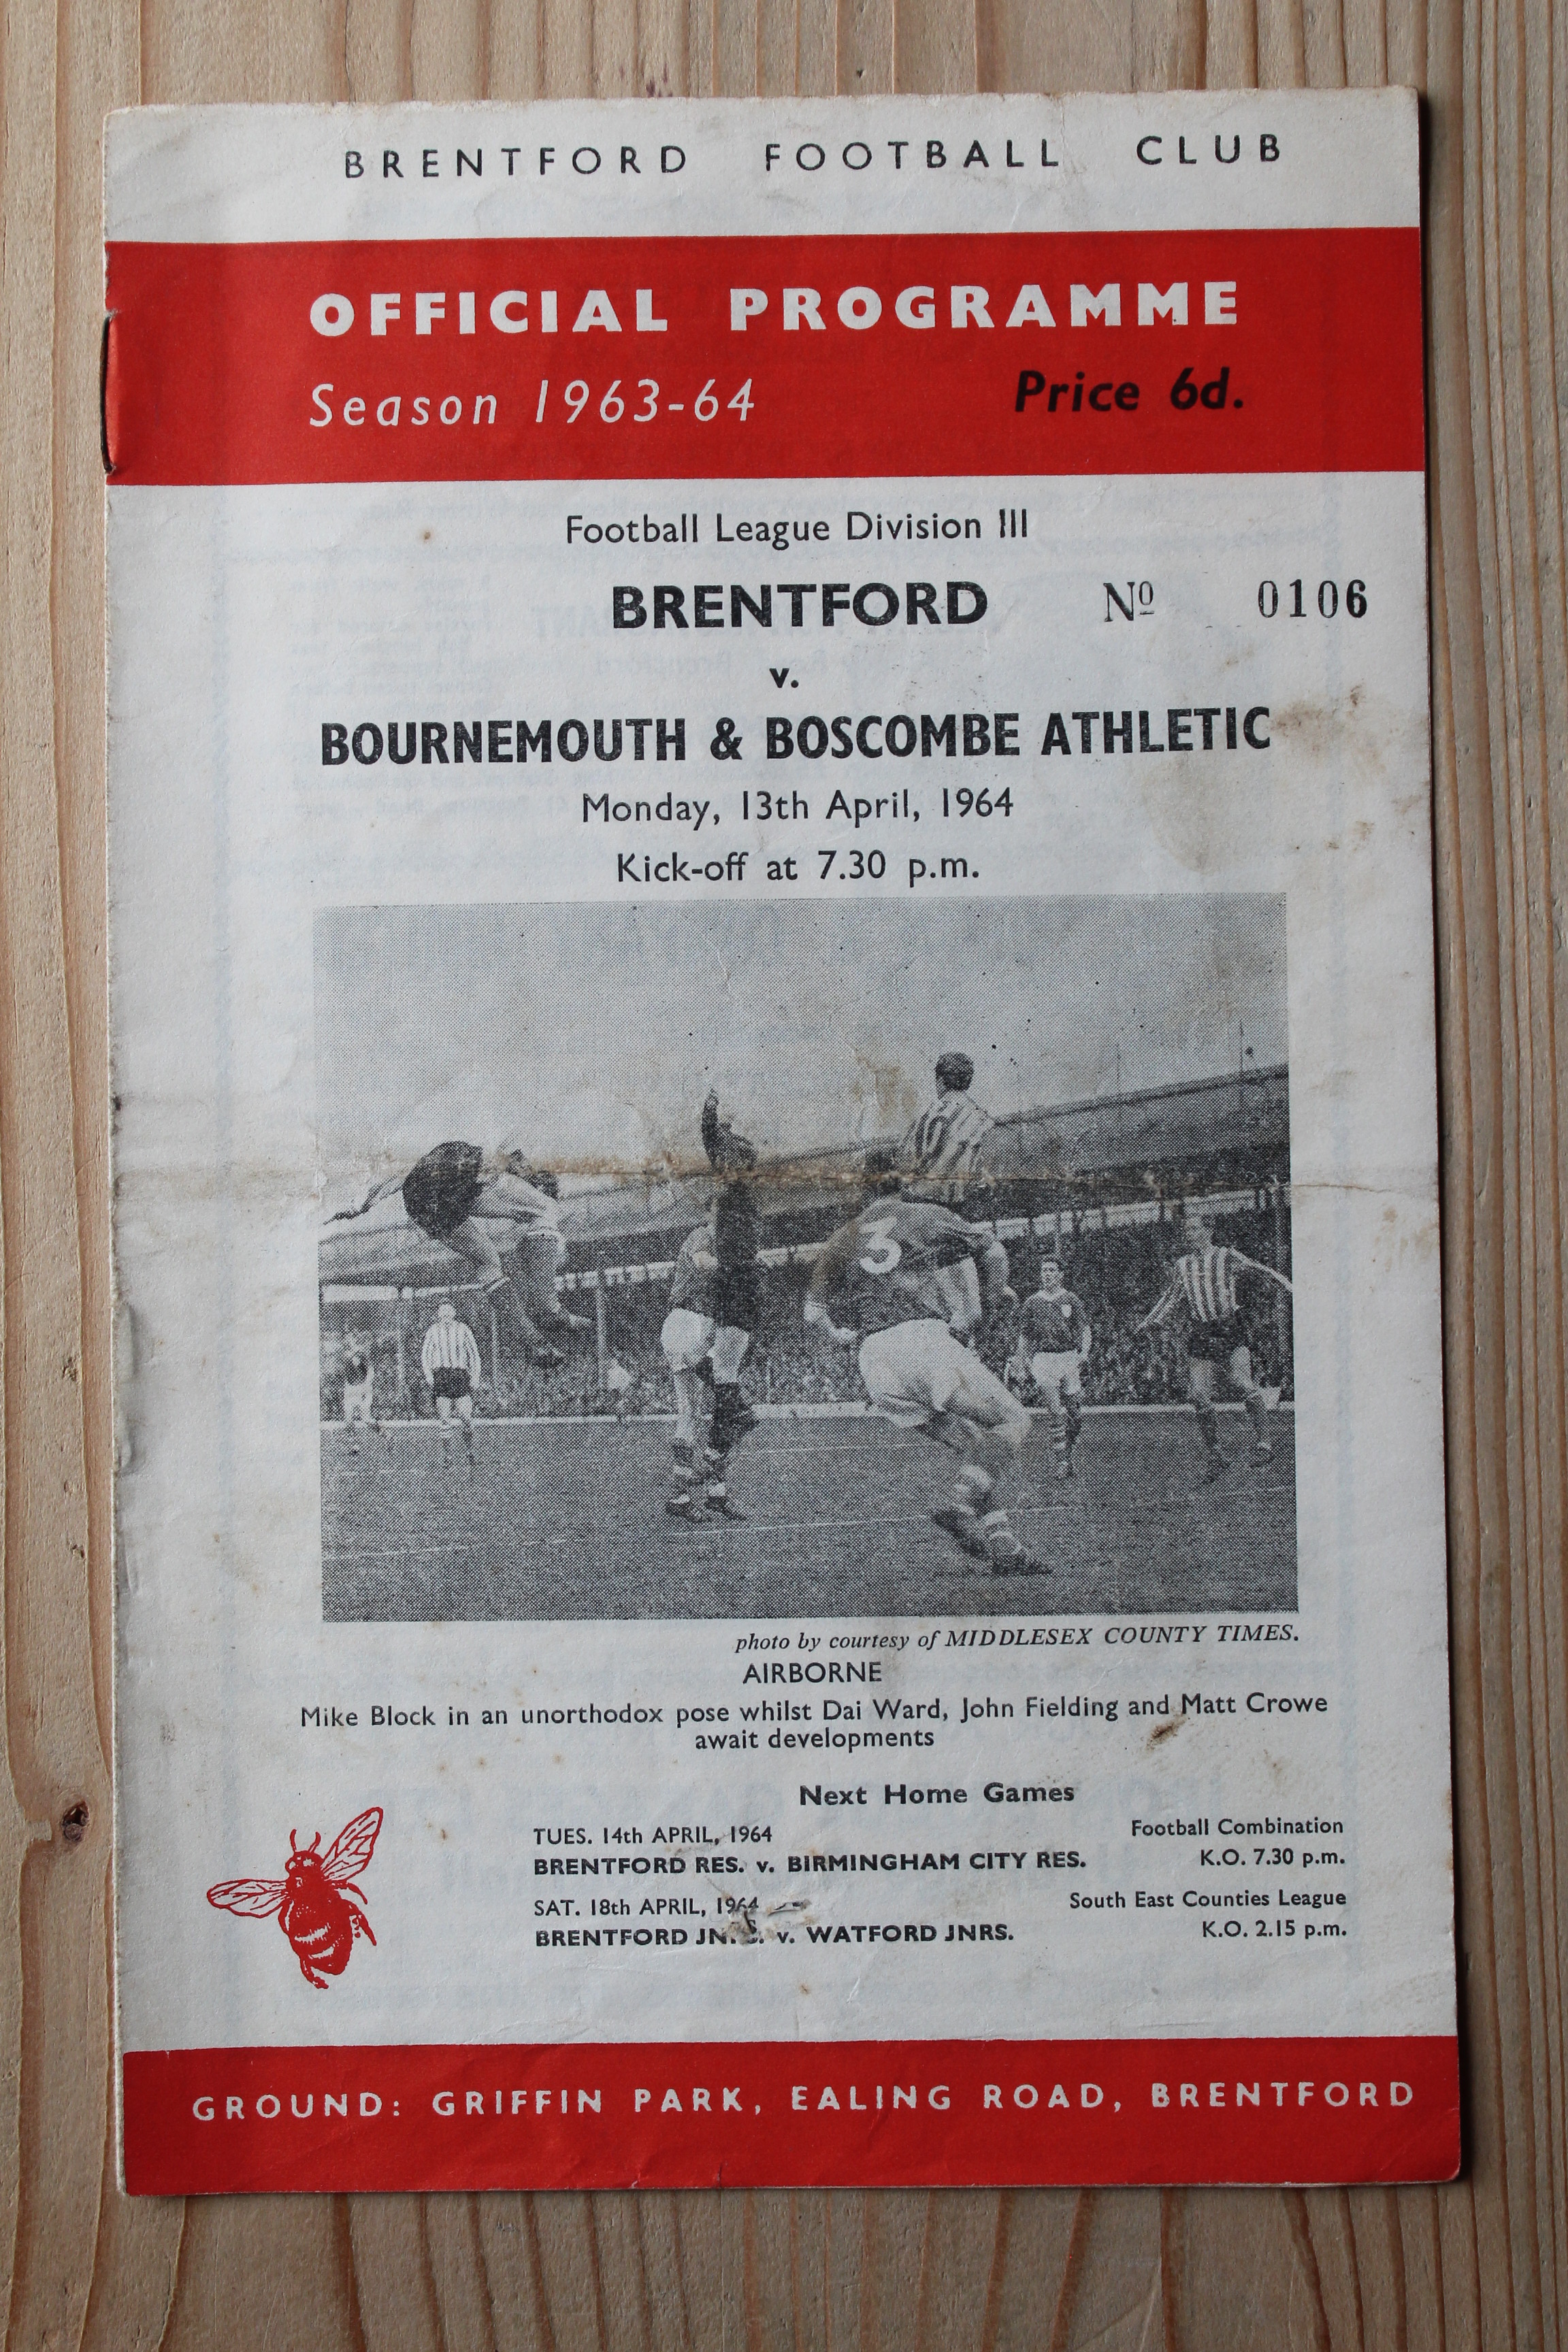 BRENTFORD FOOTBALL CLUB
OFFICIAL PROGRAMME
Season 1963-64 Price 6d.
Football League Division III
BRENTFORD Nº 0106
v.
BOURNEMOUTH & BOSCOMBE ATHLETIC
Monday, 13th April, 1964
Kick-off at 7.30 p.m.
3
photo by courtesy of MIDDLESEX COUNTY TIMES.
AIRBORNE
Mike Block in an unorthodox pose whilst Dai Ward, John Fielding and Matt Crowe
await developments
Next Home Games
TUES. 14th APRIL, 1964 Football Combination
BRENTFORD RES. v. BIRMINGHAM CITY RES. K.O. 7.30 p.m.
SAT. 18th APRIL, 1964 South East Counties League
BRENTFORD v. WATFORD JNRS. K.O. 2.15 p.m.
GROUND: GRIFFIN PARK, EALING ROAD, BRENTFORD